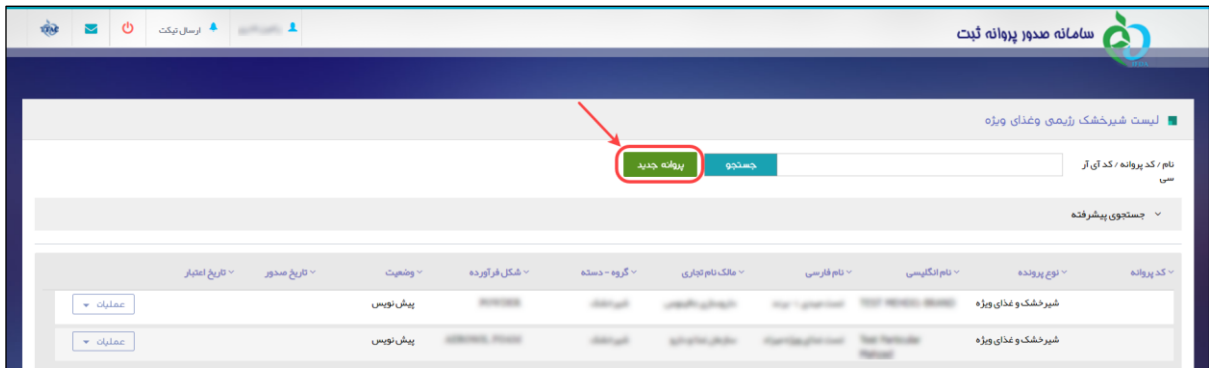 سامانه صدور پروانه ثبت
ارسال تیکت
لیست شیرخشک رژیمی وغذای ویژه
نام / کد پروانه / کد آی آر سی
جستجو
پروانه جدید
جستجوی پیشرفته
کد پروانه نوع پرونده نام انگلیسی نام فارسی مالک نام تجاری گروه - دسته شکل فرآورده وضعیت تاریخ صدور تاریخ اعتبار
شیرخشک و غذای ویژه پیش نویس عملیات
شیرخشک و غذای ویژه پیش نویس عملیات